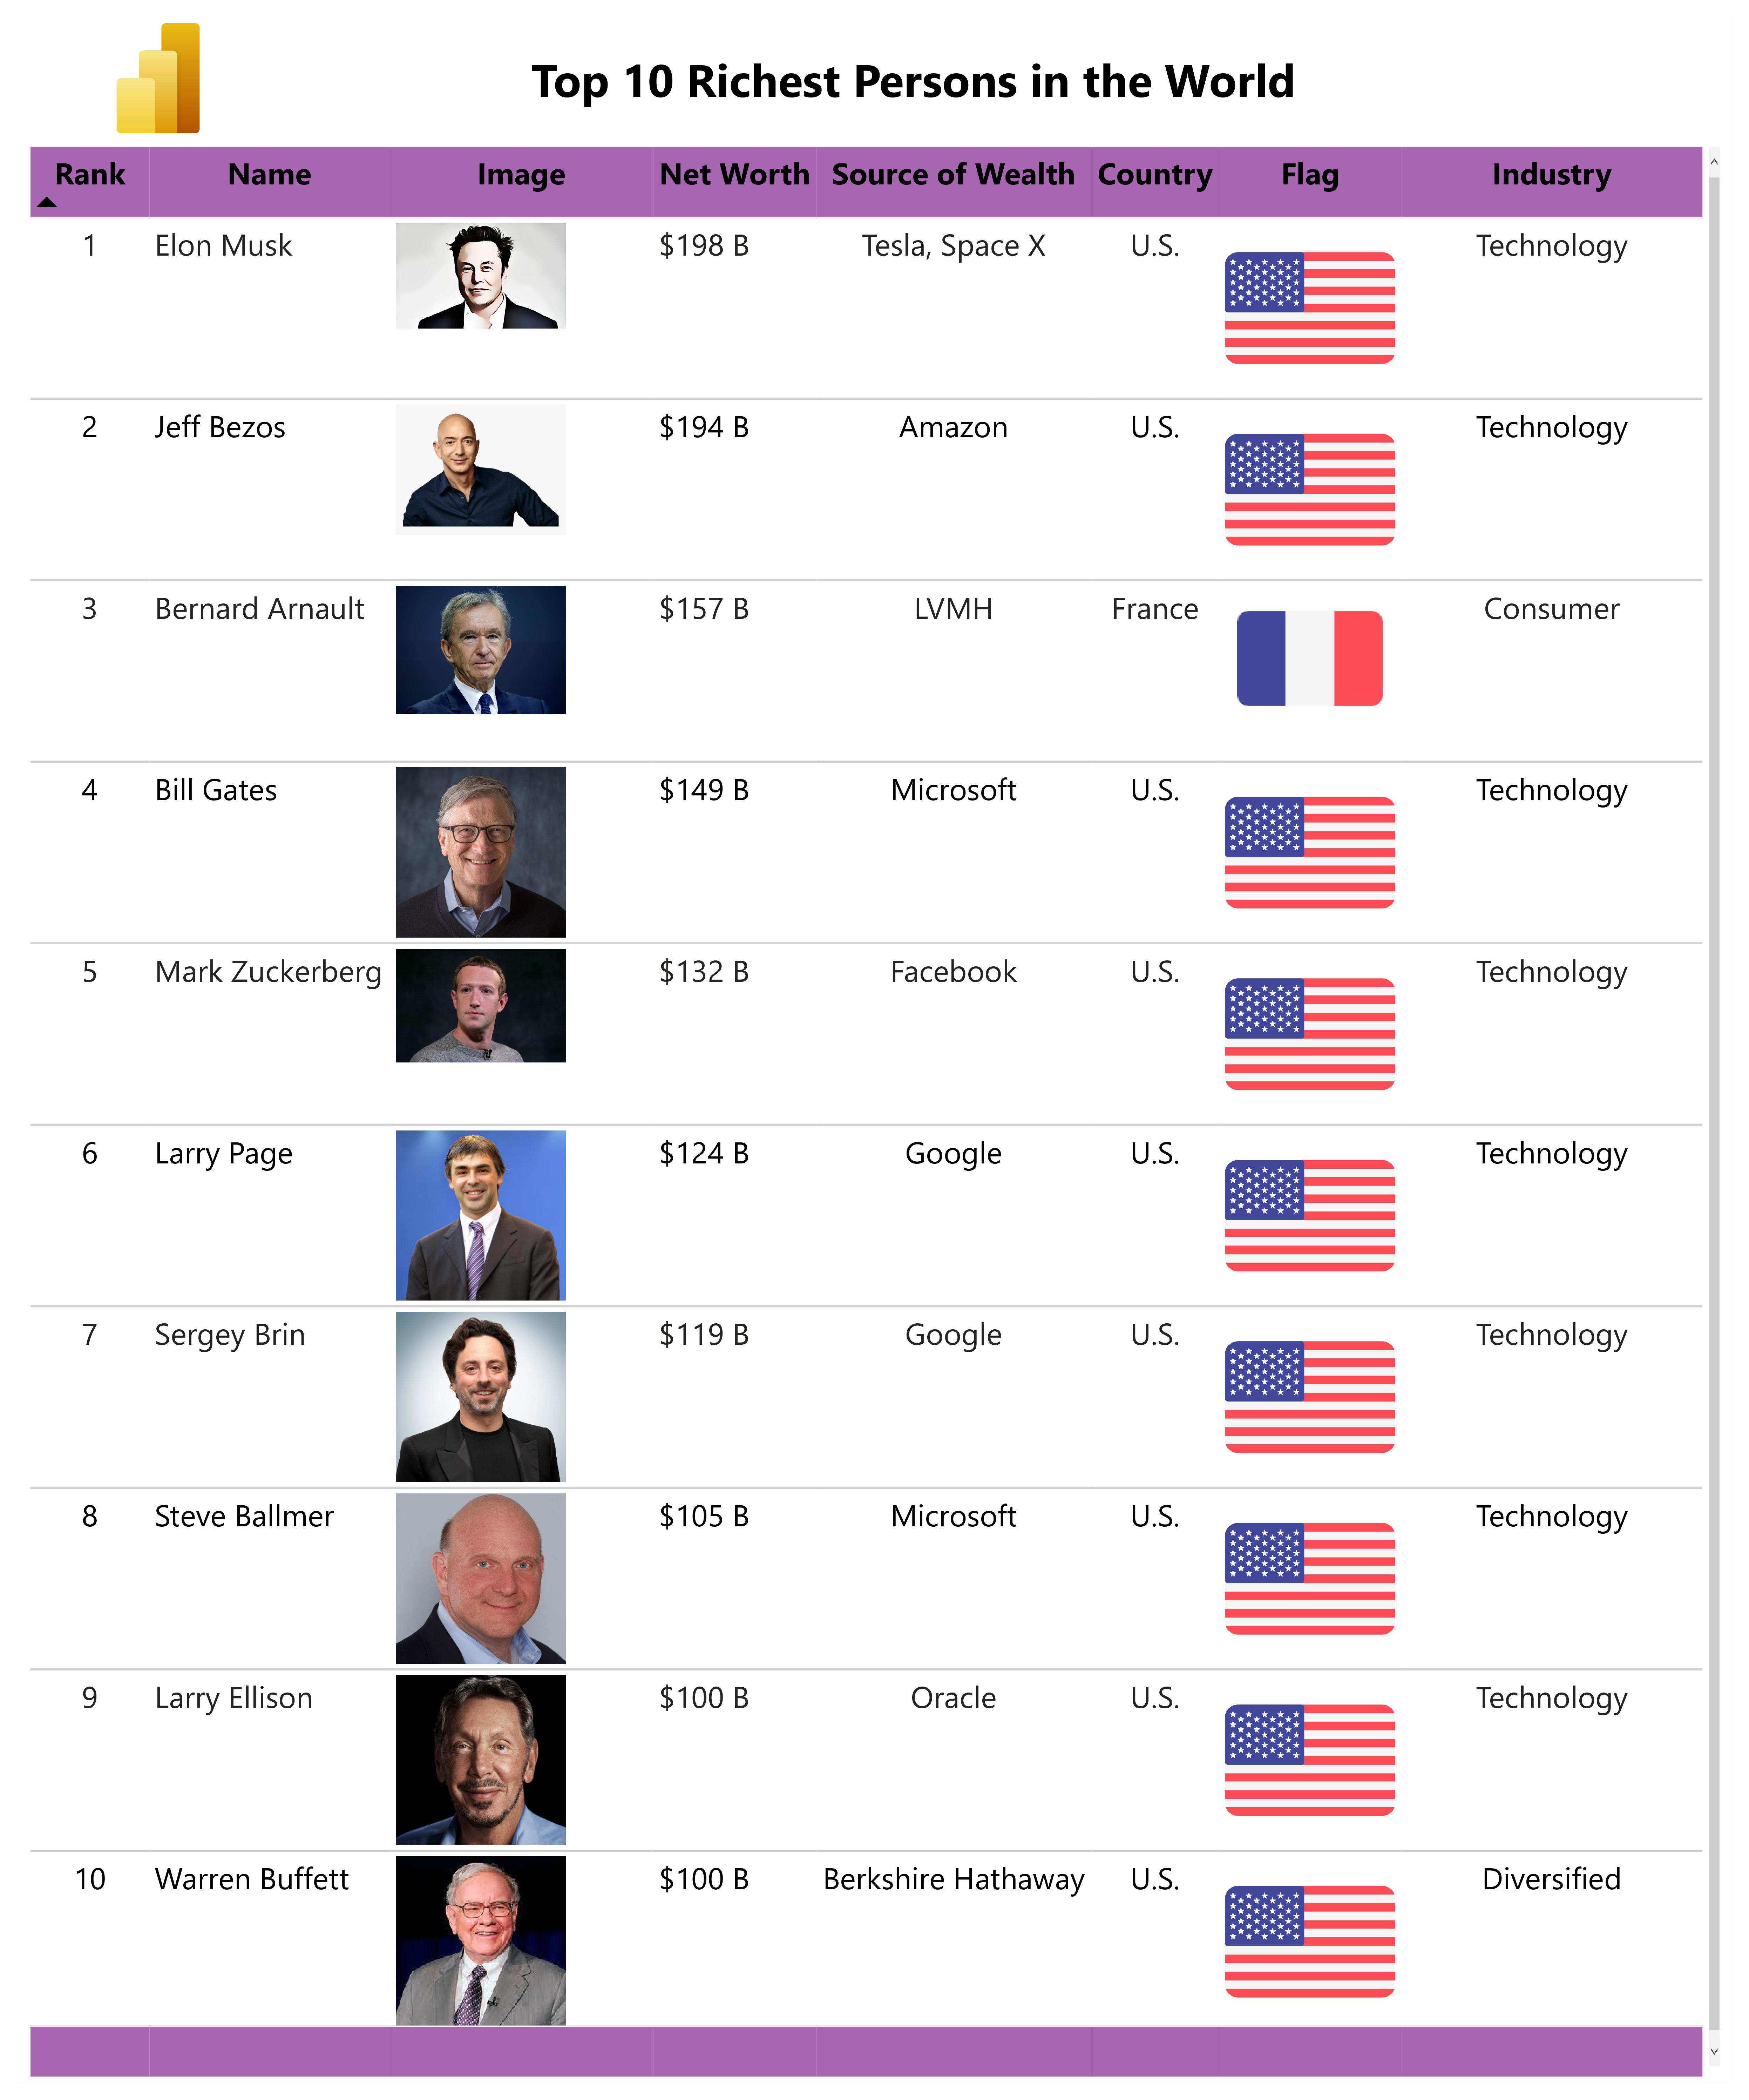 Top 10 Richest Persons in the World
Rank Name Image Net Worth Source of Wealth Country Flag Industry
1 Elon Musk $198 B Tesla, Space X U.S. Technology
2 Jeff Bezos $194 B Amazon U.S. Technology
3 Bernard Arnault $157 B LVMH France Consumer
4 Bill Gates $149 B Microsoft U.S. Technology
5 Mark Zuckerberg $132 B Facebook U.S. Technology
6 Larry Page $124 B Google U.S. Technology
7 Sergey Brin $119 B Google U.S. Technology
8 Steve Ballmer $105 B Microsoft U.S. Technology
9 Larry Ellison $100 B Oracle U.S. Technology
10 Warren Buffett $100 B Berkshire Hathaway U.S. Diversified